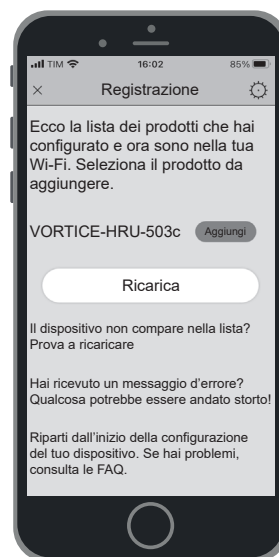 TIM 16:02 85%
× Registrazione
Ecco la lista dei prodotti che hai
configurato e ora sono nella tua
Wi-Fi. Seleziona il prodotto da
aggiungere.
VORTICE-HRU-503c Aggiungi
Ricarica
Il dispositivo non compare nella lista?
Prova a ricaricare
Hai ricevuto un messaggio d'errore?
Qualcosa potrebbe essere andato storto!
Riparti dall'inizio della configurazione
del tuo dispositivo. Se hai problemi,
consulta le FAQ.